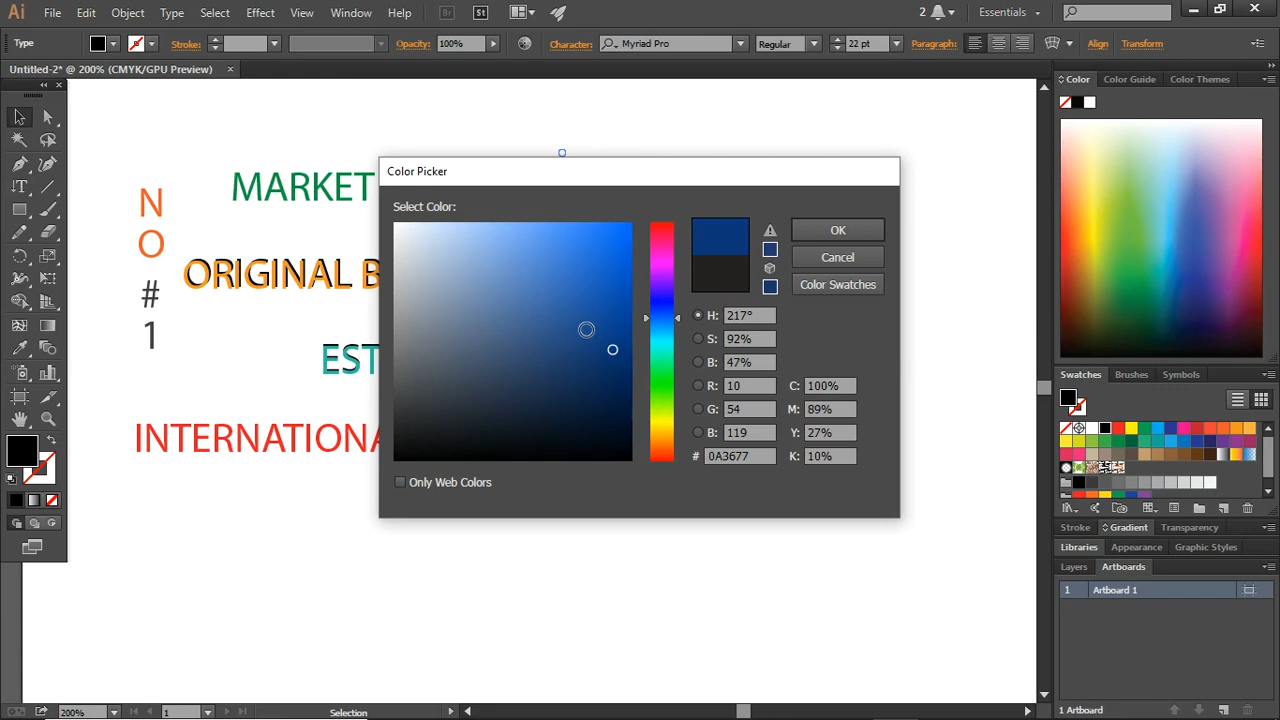 Ai File Edit Object Type Select Effect View Window Help Br St 2 Essentials
Type Stroke: Opacity: 100% Character: Myriad Pro Regular 22 pt Paragraph: Align Transform
Untitled-2* @ 200% (CMYK/GPU Preview)
Color Color Guide Color Themes
N
O
#
1
MARKET
ORIGINAL B
EST
INTERNATIONA
Color Picker
Select Color:
OK
Cancel
Color Swatches
H: 217°
S: 92%
B: 47%
R: 10 C: 100%
G: 54 M: 89%
B: 119 Y: 27%
# 0A3677 K: 10%
Only Web Colors
Swatches Brushes Symbols
Stroke Gradient Transparency
Libraries Appearance Graphic Styles
Layers Artboards
1 Artboard 1
1 Artboard
200% 1 Selection